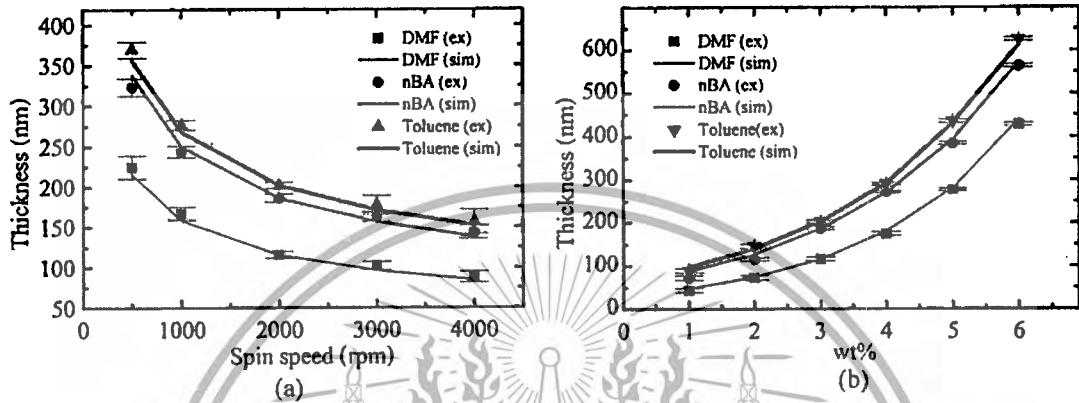 420
400
350
300
250
200
150
100
50
Thickness (nm)
DMF (ex)
DMF (sim)
nBA (ex)
nBA (sim)
Toluene (ex)
Toluene (sim)
0 1000 2000 3000 4000
Spin speed (rpm)
(a)
600
500
400
300
200
100
0
Thickness (nm)
DMF (ex)
DMF (sim)
nBA (ex)
nBA (sim)
Toluene(ex)
Toluene (sim)
0 1 2 3 4 5 6
wt%
(b)